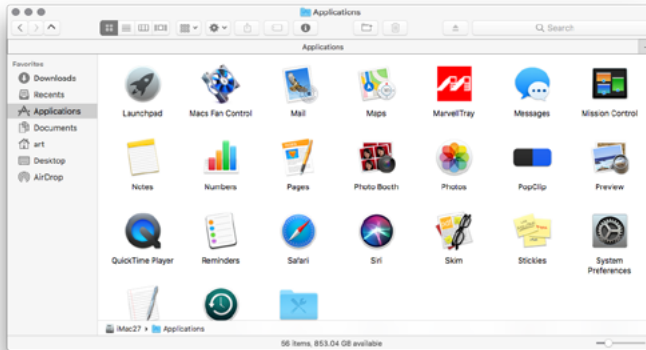 Applications
Search
Applications
Favorites
Downloads
Recents
Applications
Documents
art
Desktop
AirDrop
Launchpad
Macs Fan Control
Mail
Maps
MarvellTray
Messages
Mission Control
Notes
Numbers
Pages
Photo Booth
Photos
PopClip
Preview
QuickTime Player
Reminders
Safari
Siri
Skim
Stickies
System
Preferences
iMac27 › Applications
56 items, 853.04 GB available